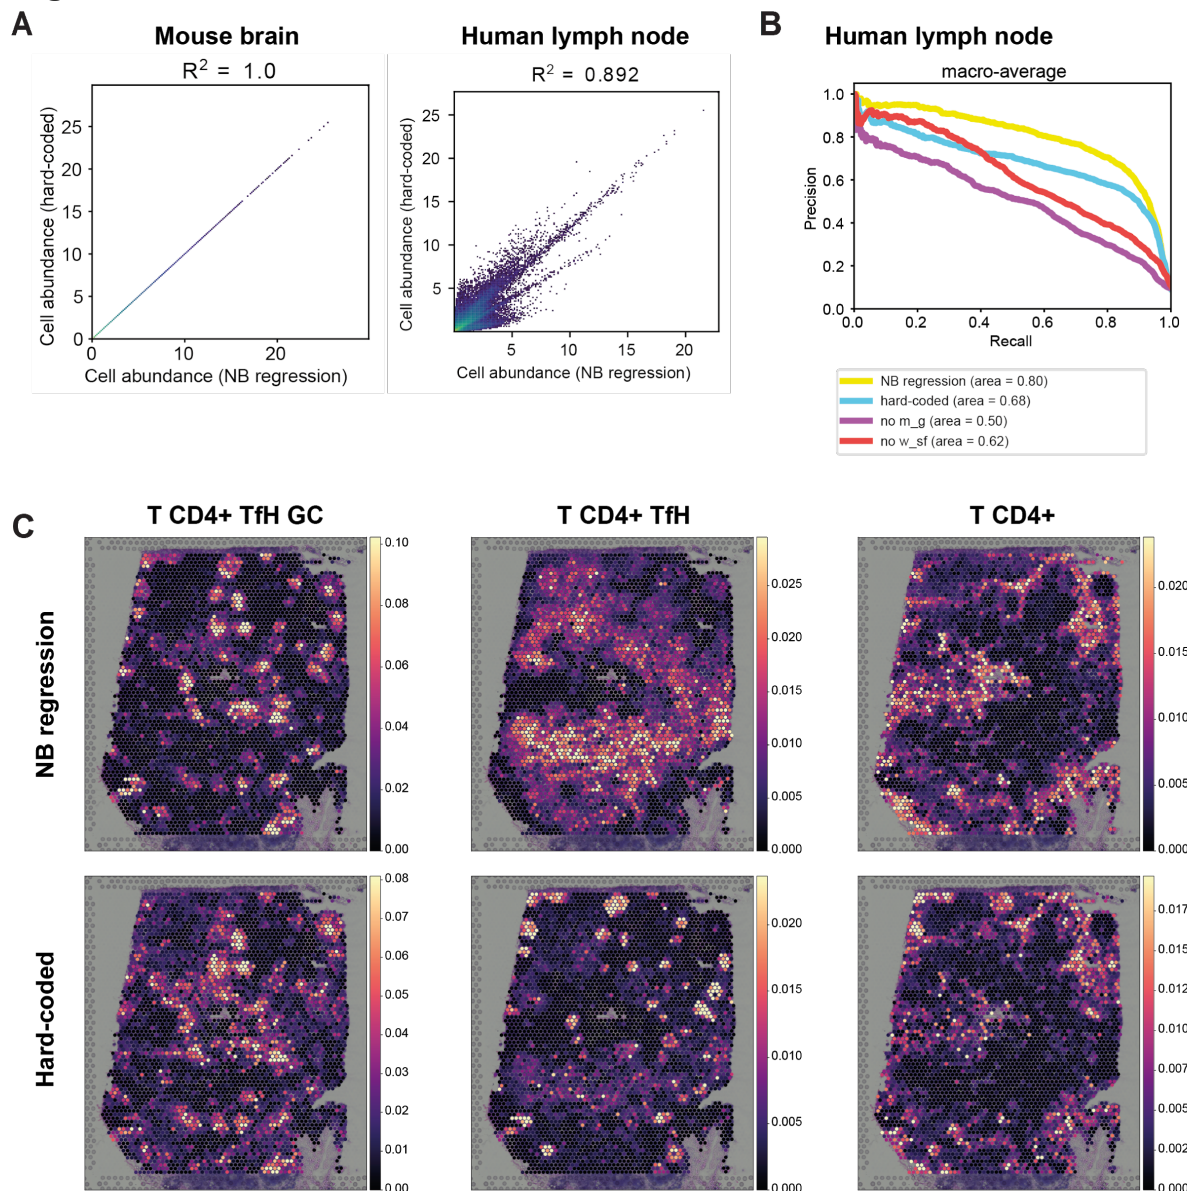 A
Mouse brain
R² = 1.0
Cell abundance (hard-coded)
25
20
15
10
5
0
0
10
20
Cell abundance (NB regression)
Human lymph node
R² = 0.892
Cell abundance (hard-coded)
25
20
15
10
5
5
10
15
20
Cell abundance (NB regression)
B
Human lymph node
macro-average
Precision
1.0
0.8
0.6
0.4
0.2
0.0
0.0
0.2
0.4
0.6
0.8
1.0
Recall
NB regression (area = 0.80)
hard-coded (area = 0.68)
no m_g (area = 0.50)
no w_sf (area = 0.62)
C
T CD4+ TfH GC
T CD4+ TfH
T CD4+
NB regression
0.10
0.08
0.06
0.04
0.02
0.00
0.025
0.020
0.015
0.010
0.005
0.000
0.020
0.015
0.010
0.005
0.000
Hard-coded
0.08
0.07
0.06
0.05
0.04
0.03
0.02
0.01
0.00
0.020
0.015
0.010
0.005
0.000
0.017
0.015
0.012
0.010
0.007
0.005
0.002
0.000